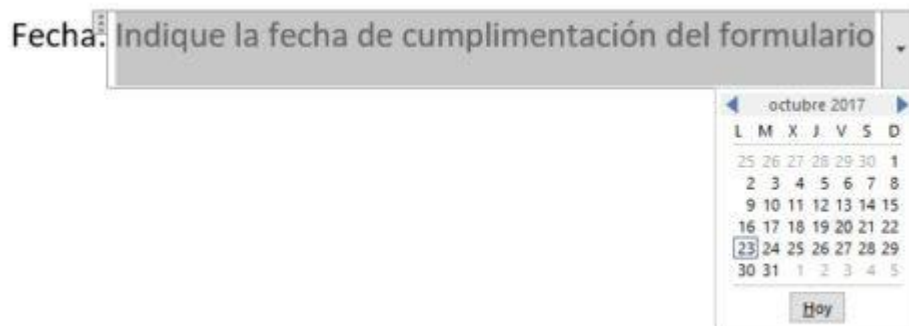 Fecha: Indique la fecha de cumplimentación del formulario
octubre 2017
L M X J V S D
25 26 27 28 29 30 1
2 3 4 5 6 7 8
9 10 11 12 13 14 15
16 17 18 19 20 21 22
23 24 25 26 27 28 29
30 31 1 2 3 4 5
Hoy